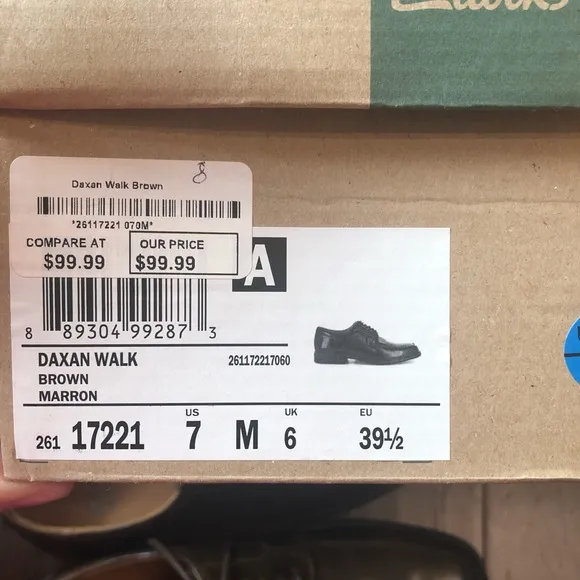 Clarks
Daxan Walk Brown
*26117221 070M*
COMPARE AT
$99.99
OUR PRICE
$99.99
A
8 89304 99287 3
DAXAN WALK
261172217060
BROWN
MARRON
US UK EU
261 17221 7 M 6 39½